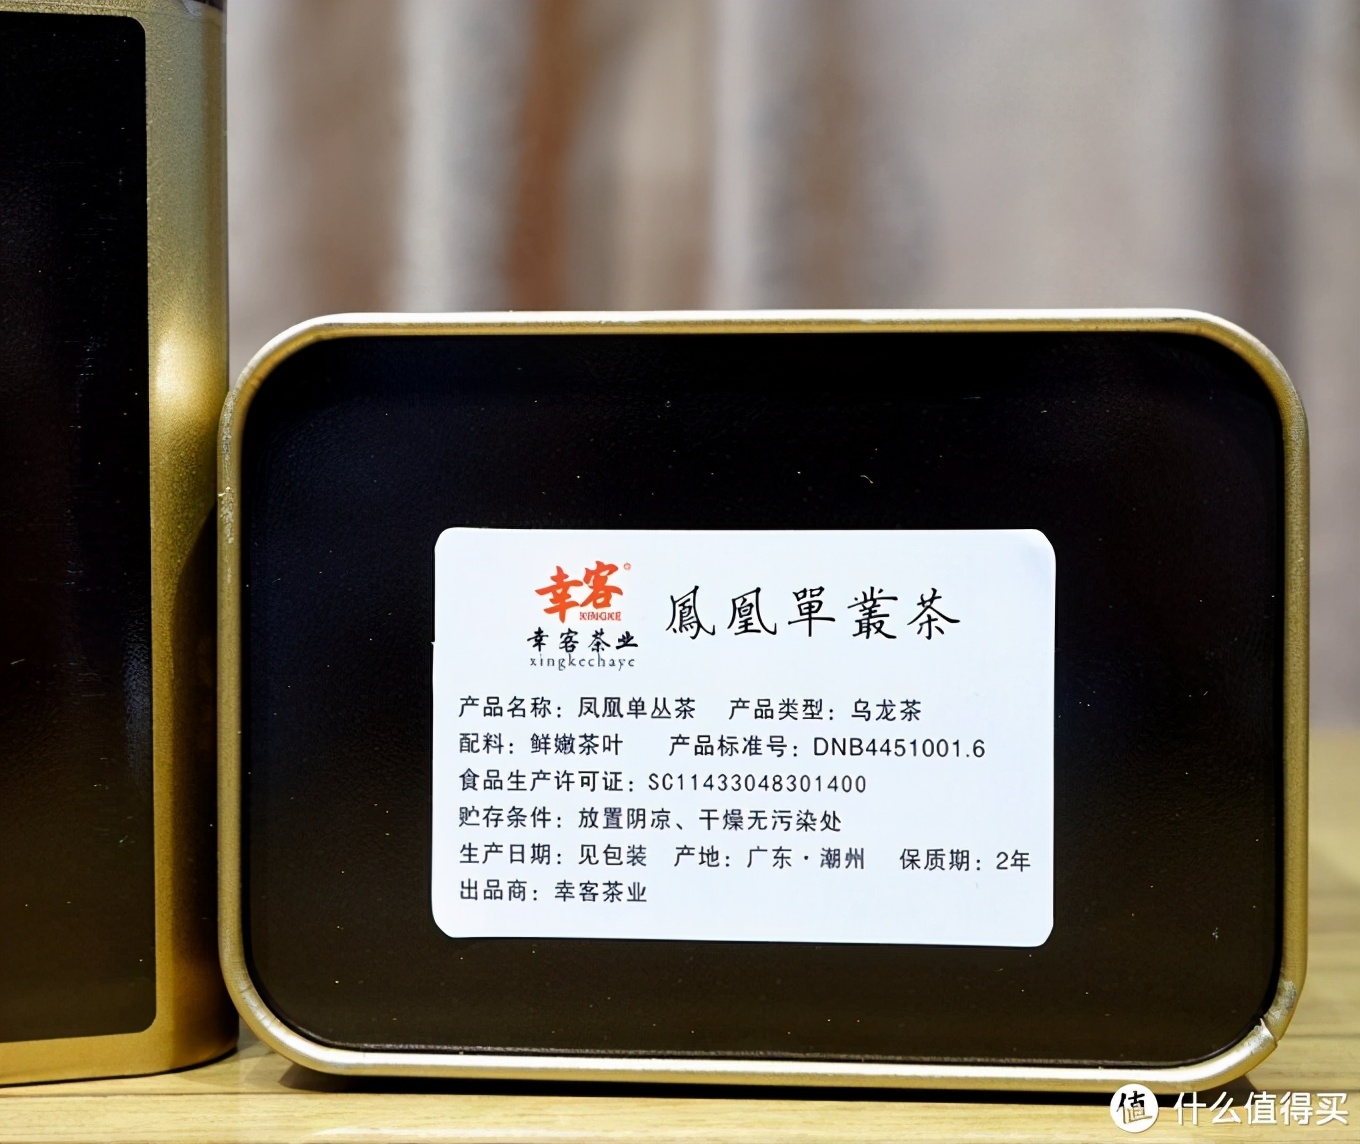 幸客
XINGKE
幸客茶业
xingkechaye
鳳凰單叢茶
产品名称：凤凰单丛茶 产品类型：乌龙茶
配料：鲜嫩茶叶 产品标准号：DNB4451001.6
食品生产许可证：SC11433048301400
贮存条件：放置阴凉、干燥无污染处
生产日期：见包装 产地：广东·潮州 保质期：2年
出品商：幸客茶业
值 什么值得买